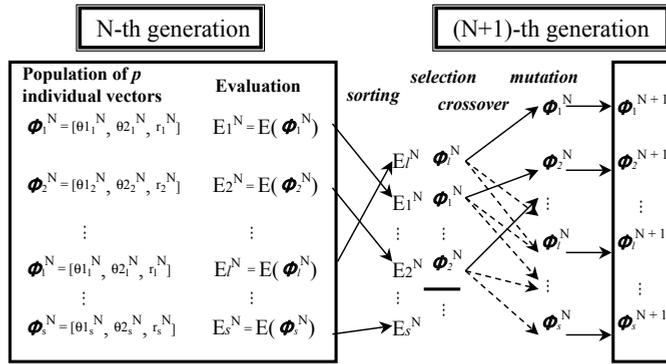 N-th generation
(N+1)-th generation
Population of p individual vectors
Evaluation
sorting
selection
crossover
mutation
Φ₁ᴺ = [θ1₁ᴺ, θ2₁ᴺ, r₁ᴺ]
E1ᴺ = E(Φ₁ᴺ)
Φ₂ᴺ = [θ1₂ᴺ, θ2₂ᴺ, r₂ᴺ]
E2ᴺ = E(Φ₂ᴺ)
⋮
⋮
Φₗᴺ = [θ1ₗᴺ, θ2ₗᴺ, rₗᴺ]
Elᴺ = E(Φₗᴺ)
⋮
⋮
Φₛᴺ = [θ1ₛᴺ, θ2ₛᴺ, rₛᴺ]
Esᴺ = E(Φₛᴺ)
Elᴺ Φₗᴺ
E1ᴺ Φ₁ᴺ
⋮ ⋮
E2ᴺ Φ₂ᴺ
⋮ ⋮
Esᴺ
Φ₁ᴺ
Φ₁ᴺ⁺¹
Φ₂ᴺ
Φ₂ᴺ⁺¹
⋮
⋮
Φₗᴺ
Φₗᴺ⁺¹
⋮
⋮
Φₛᴺ
Φₛᴺ⁺¹